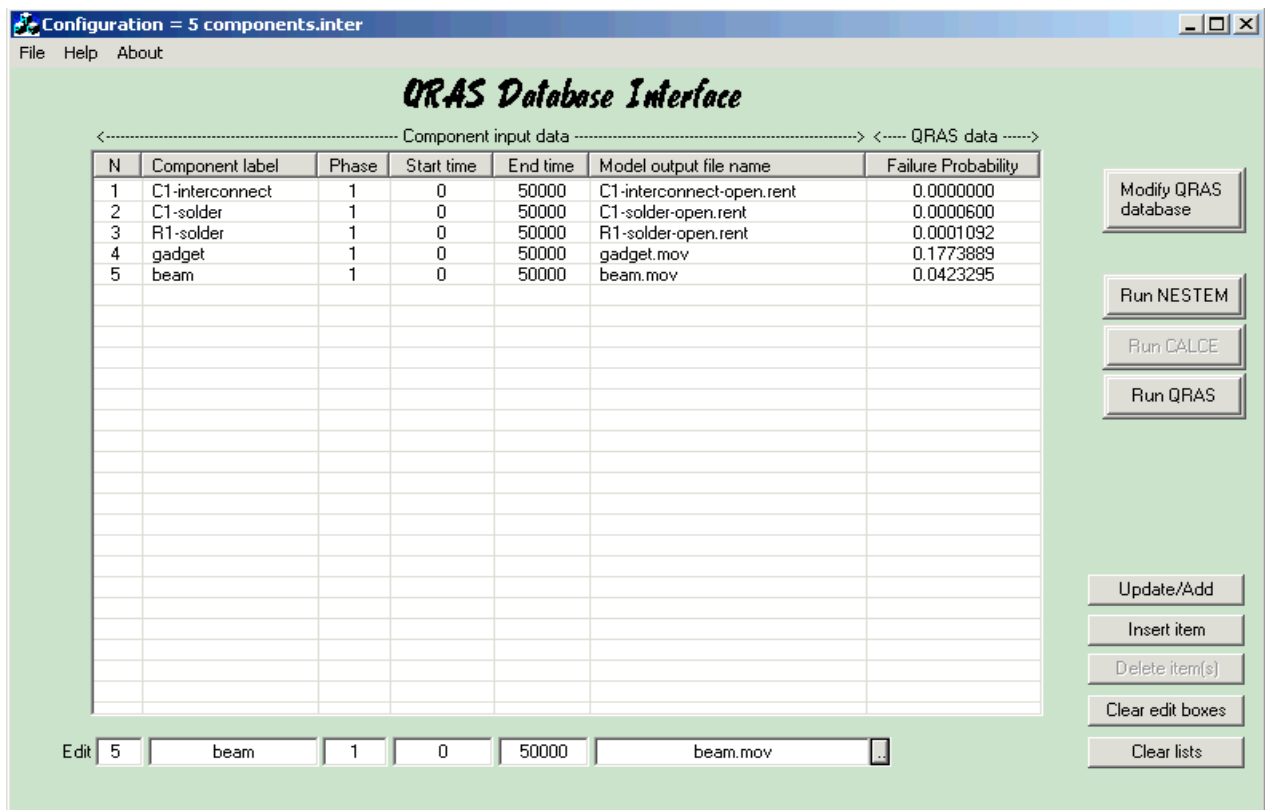 Configuration = 5 components.inter
File Help About
QRAS Database Interface
<---------- Component input data ----------> <----- QRAS data ----->
N Component label Phase Start time End time Model output file name Failure Probability
1 C1-interconnect 1 0 50000 C1-interconnect-open.rent 0.0000000
2 C1-solder 1 0 50000 C1-solder-open.rent 0.0000600
3 R1-solder 1 0 50000 R1-solder-open.rent 0.0001092
4 gadget 1 0 50000 gadget.mov 0.1773889
5 beam 1 0 50000 beam.mov 0.0423295
Modify QRAS
database
Run NESTEM
Run CALCE
Run QRAS
Update/Add
Insert item
Delete item(s)
Clear edit boxes
Edit 5 beam 1 0 50000 beam.mov ..
Clear lists